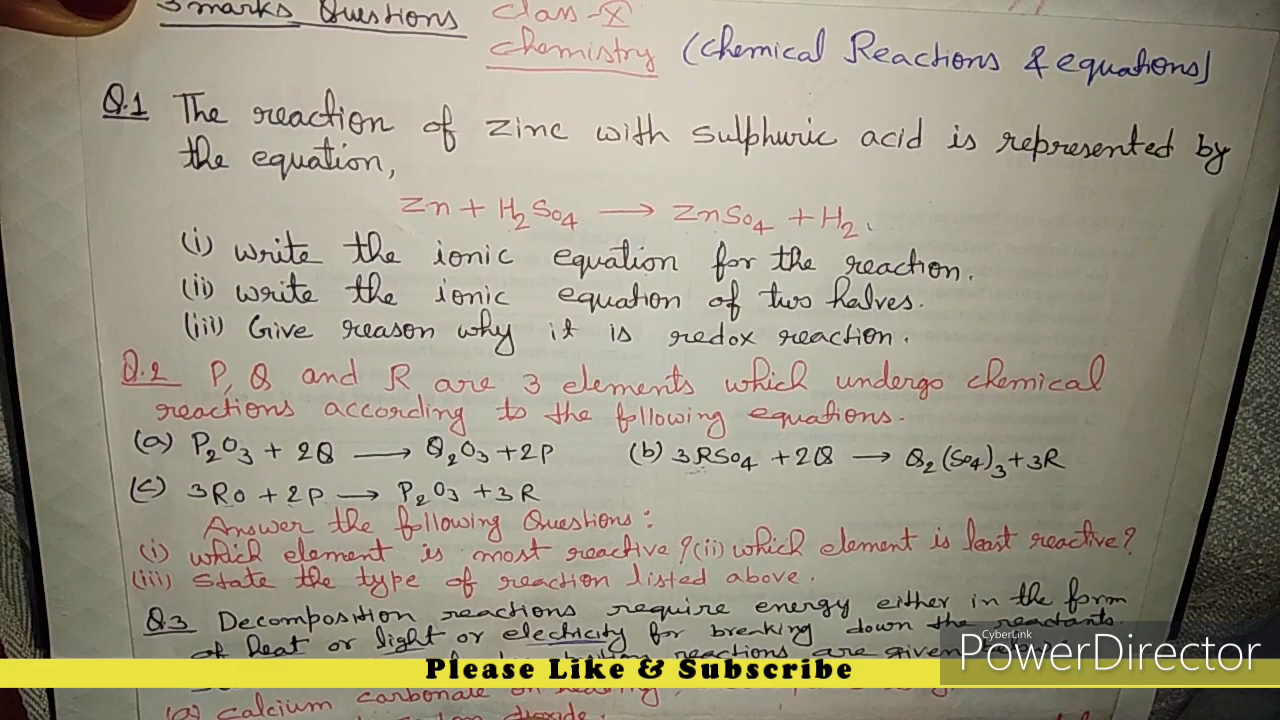 3 marks Questions Class-X
Chemistry (Chemical Reactions & equations)
Q.1 The reaction of zinc with sulphuric acid is represented by
the equation,
Zn + H₂SO₄ ⟶ ZnSO₄ + H₂.
(i) write the ionic equation for the reaction.
(ii) write the ionic equation of two halves.
(iii) Give reason why it is redox reaction.
Q.2 P, Q and R are 3 elements which undergo chemical
reactions according to the following equations.
(a) P₂O₃ + 2Q ⟶ Q₂O₃ + 2P (b) 3RSO₄ + 2Q → Q₂(SO₄)₃ + 3R
(c) 3RO + 2P ⟶ P₂O₃ + 3R
Answer the following Questions:
(i) which element is most reactive? (ii) which element is least reactive?
(iii) State the type of reaction listed above.
Q.3 Decomposition reactions require energy either in the form
of heat or light or electicity for breaking down the reactants.
reactions are given
CyberLink
PowerDirector
Please Like & Subscribe
(a) calcium carbonate on heating
dioxide.